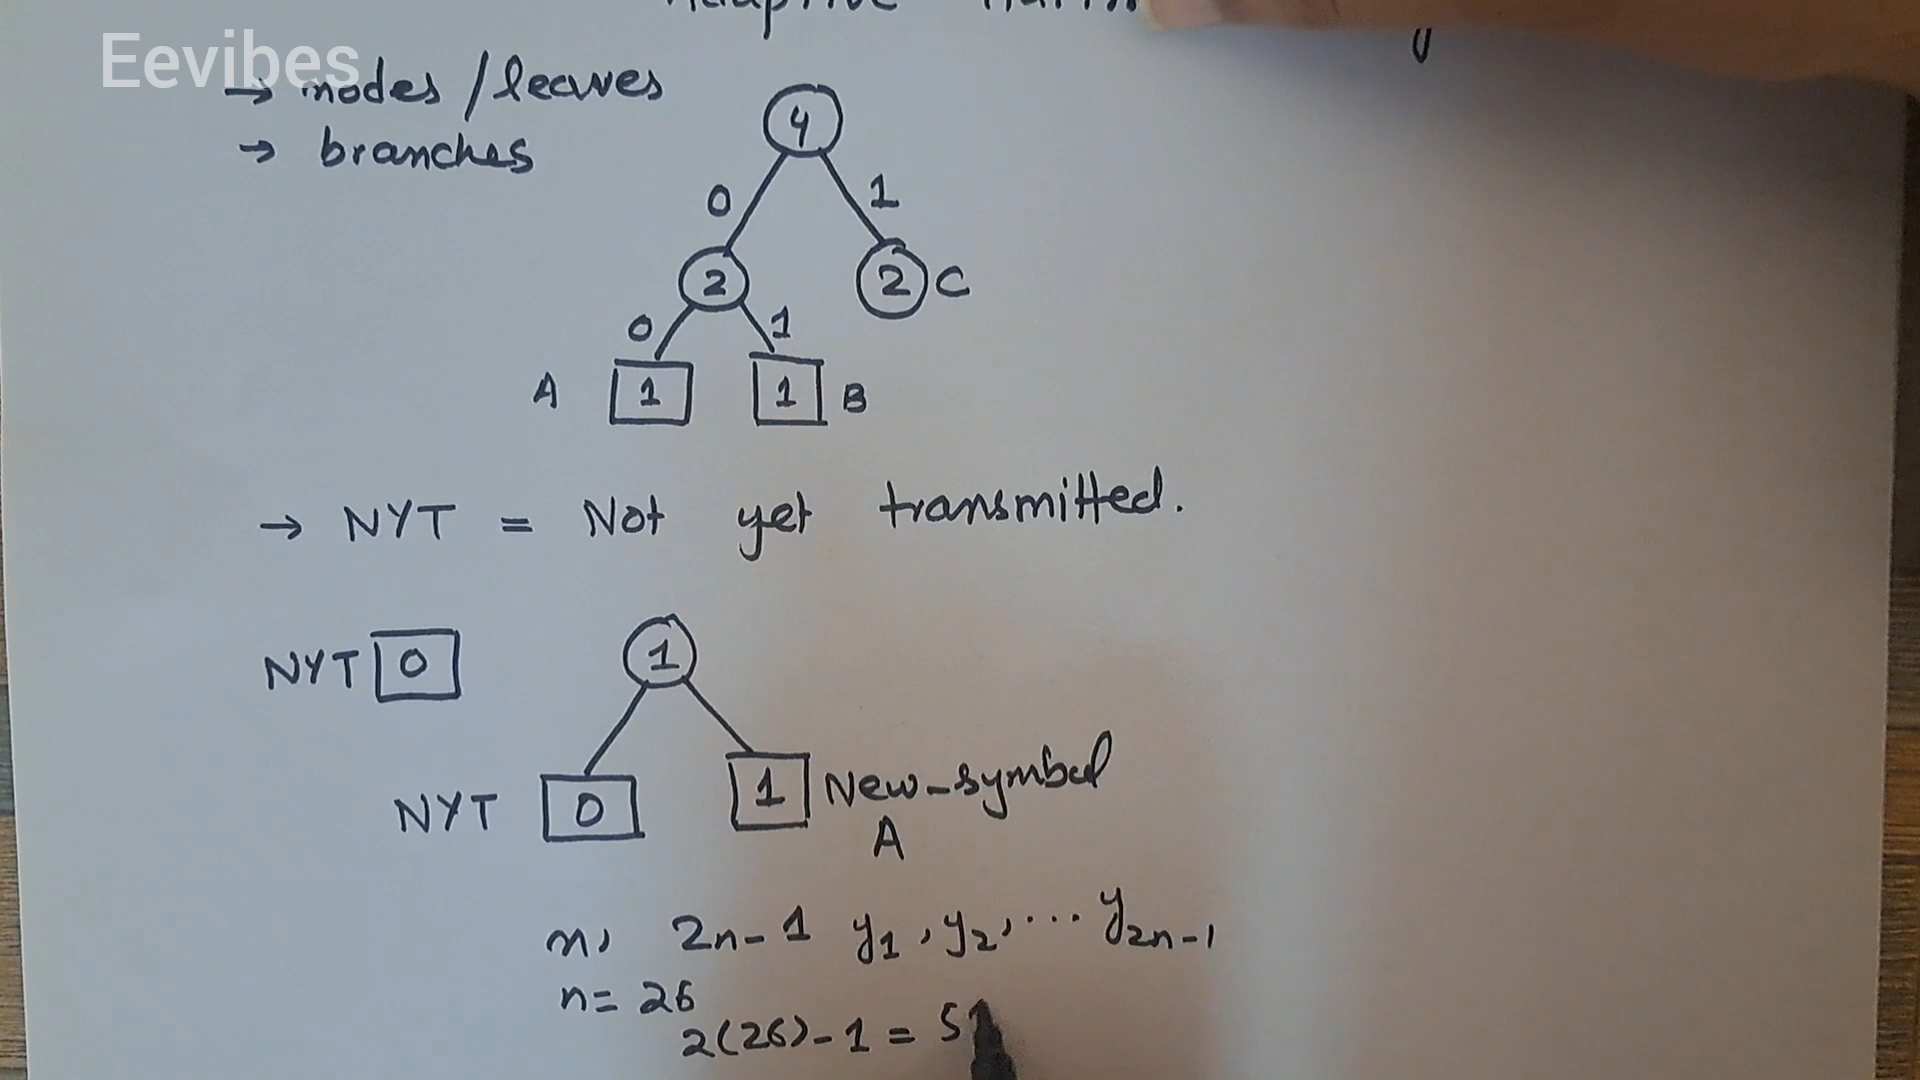 Adaptive
Eevibes
→ nodes / leaves
→ branches
4
0 1
2 2 C
0 1
A 1 1 B
→ NYT = Not yet transmitted.
NYT 0 1
NYT 0 1 New-symbol
A
n, 2n-1 y1, y2, ... y2n-1
n = 26
2(26)-1 = 51